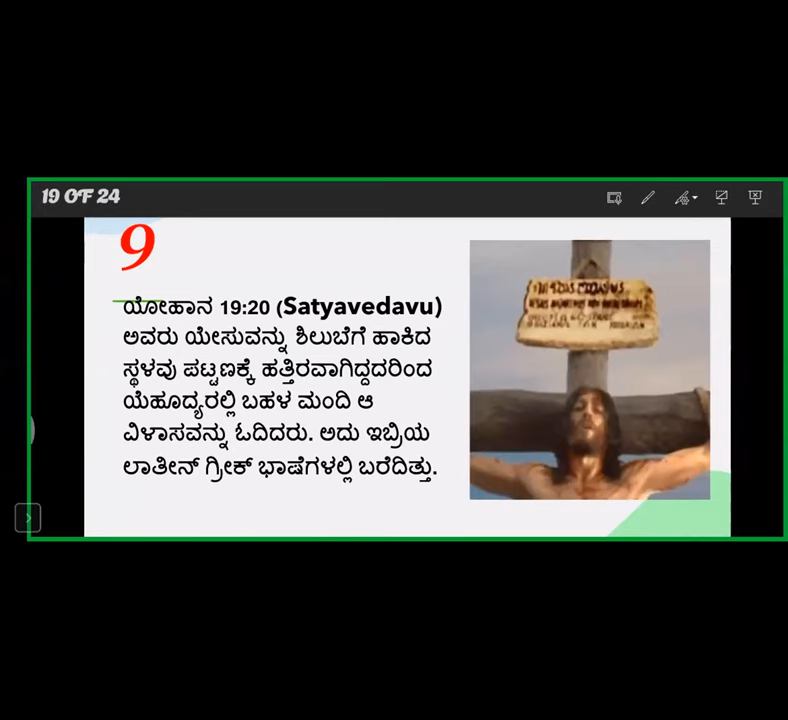 19 OF 24
9
ಯೋಹಾನ 19:20 (Satyavedavu)
ಅವರು ಯೇಸುವನ್ನು ಶಿಲುಬೆಗೆ ಹಾಕಿದ
ಸ್ಥಳವು ಪಟ್ಟಣಕ್ಕೆ ಹತ್ತಿರವಾಗಿದ್ದದರಿಂದ
ಯೆಹೂದ್ಯರಲ್ಲಿ ಬಹಳ ಮಂದಿ ಆ
ವಿಳಾಸವನ್ನು ಓದಿದರು. ಅದು ಇಬ್ರಿಯ
ಲಾತೀನ್ ಗ್ರೀಕ್ ಭಾಷೆಗಳಲ್ಲಿ ಬರೆದಿತ್ತು.